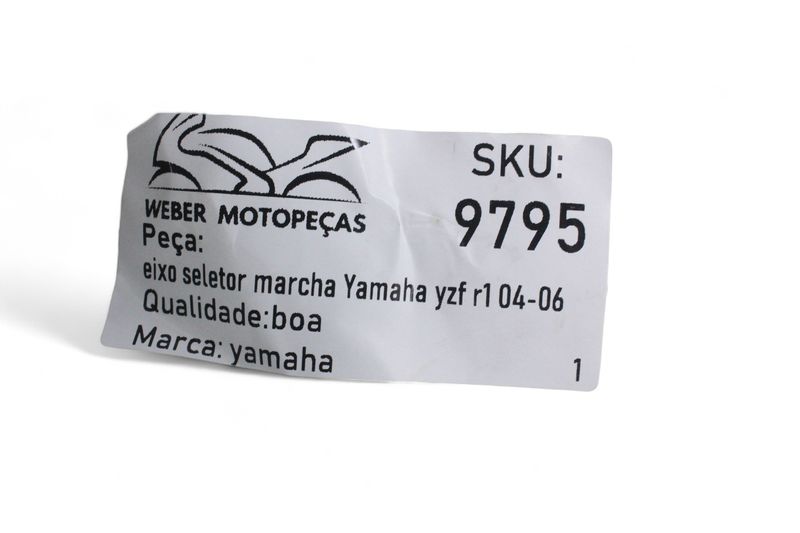 WEBER MOTOPEÇAS
SKU:
9795
Peça:
eixo seletor marcha Yamaha yzf r1 04-06
Qualidade:boa
Marca: yamaha
1